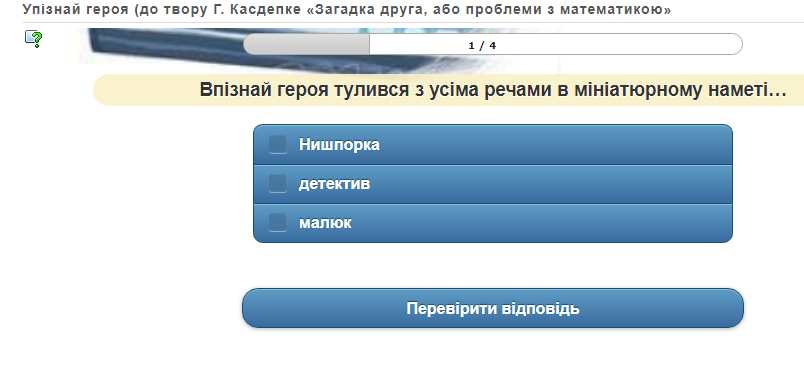 Упізнай героя (до твору Г. Касдепке «Загадка друга, або проблеми з математикою»
1 / 4
Впізнай героя тулився з усіма речами в мініатюрному наметі…
Нишпорка
детектив
малюк
Перевірити відповідь